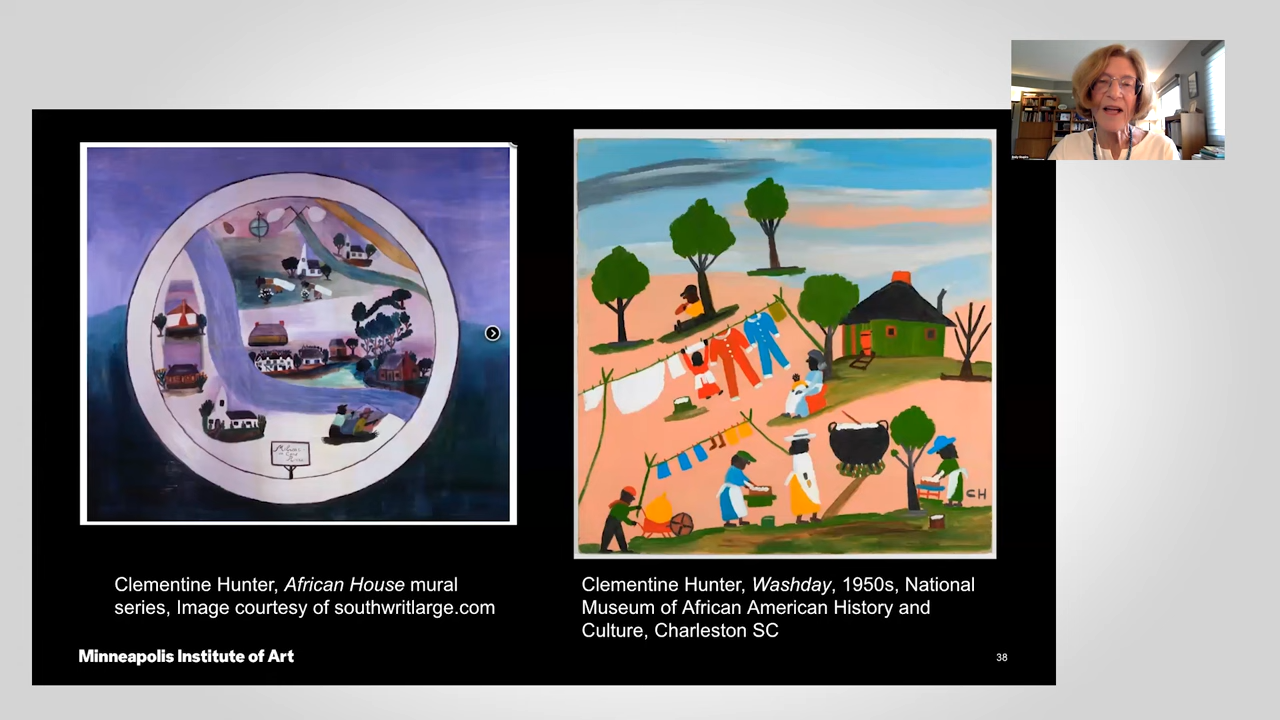 CH
Clementine Hunter, African House mural
series, Image courtesy of southwritlarge.com
Clementine Hunter, Washday, 1950s, National
Museum of African American History and
Culture, Charleston SC
Minneapolis Institute of Art
38